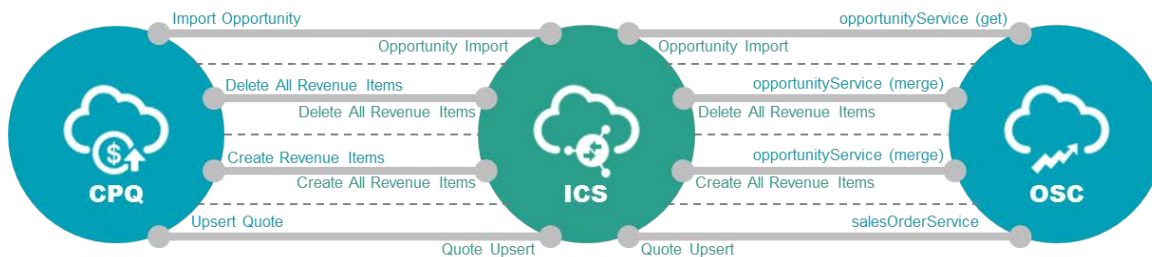 Import Opportunity
opportunityService (get)
Opportunity Import
Opportunity Import
Delete All Revenue Items
opportunityService (merge)
Delete All Revenue Items
Delete All Revenue Items
Create Revenue Items
opportunityService (merge)
Create All Revenue Items
Create All Revenue Items
$
CPQ
ICS
OSC
Upsert Quote
salesOrderService
Quote Upsert
Quote Upsert